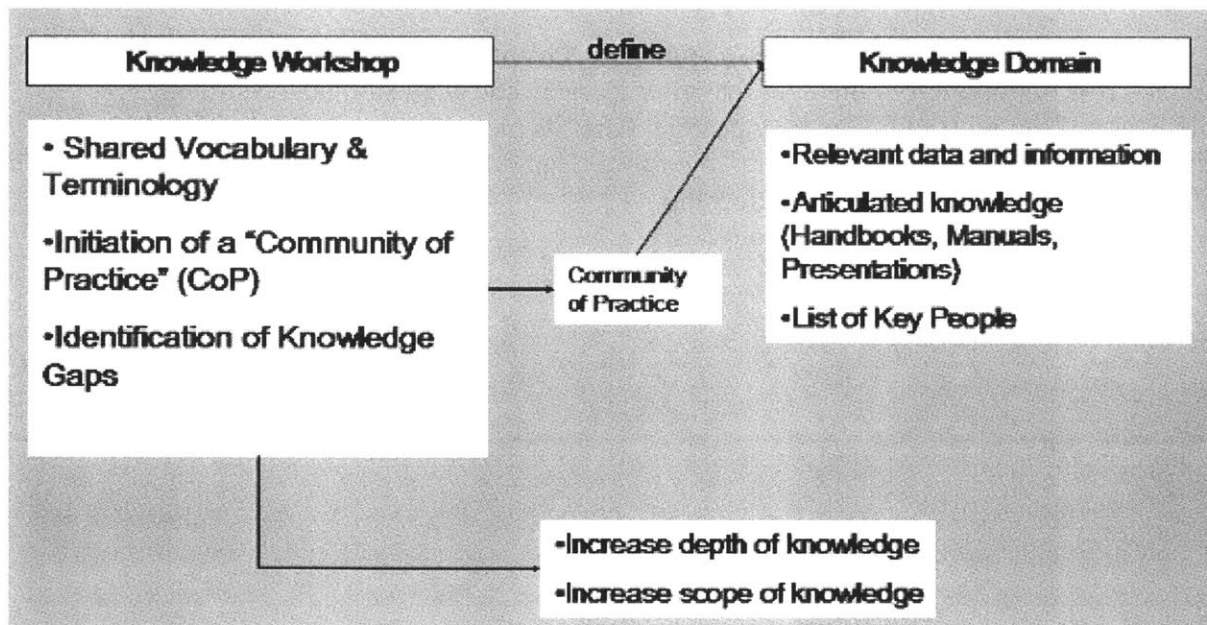 Knowledge Workshop
define
Knowledge Domain
• Shared Vocabulary &
Terminology
•Initiation of a "Community of
Practice" (CoP)
•Identification of Knowledge
Gaps
Community
of Practice
•Relevant data and information
•Articulated knowledge
(Handbooks, Manuals,
Presentations)
•List of Key People
•Increase depth of knowledge
•Increase scope of knowledge